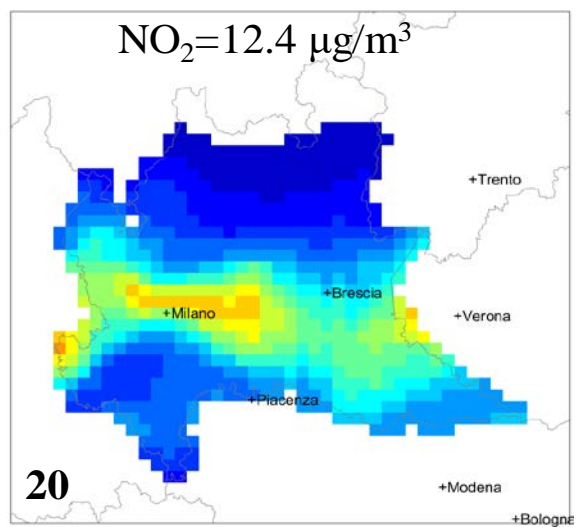 NO₂=12.4 µg/m³
+Trento
+Brescia
+Milano
+Verona
+Piacenza
20
+Modena
+Bologna